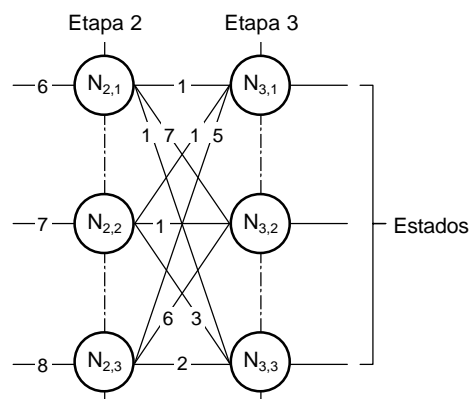 Etapa 2 Etapa 3
6 N2,1 1 N3,1
1 7 1 5
7 N2,2 1 N3,2 Estados
6 3
8 N2,3 2 N3,3